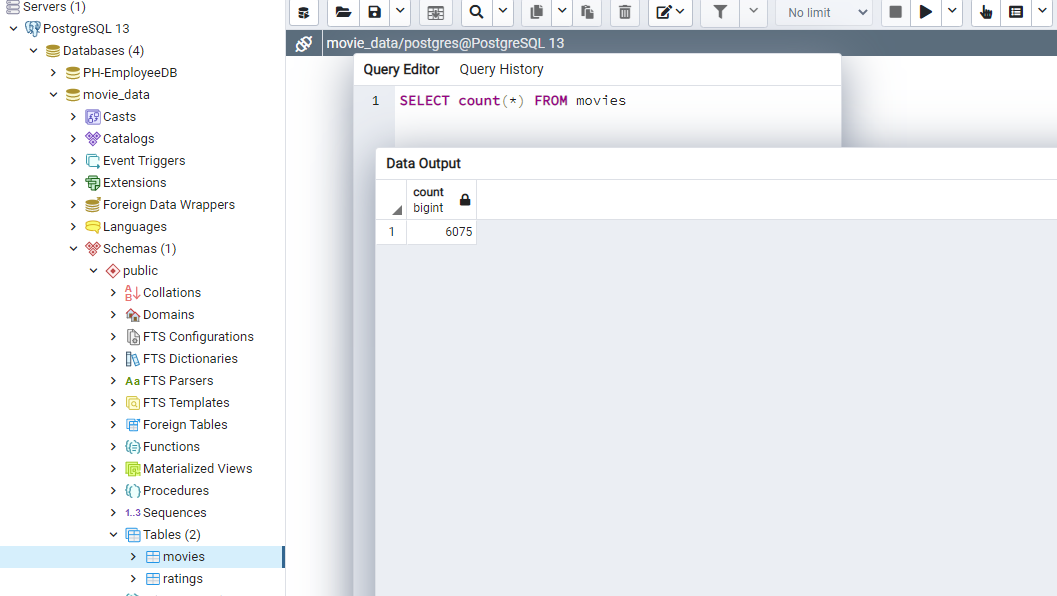 Servers (1)
PostgreSQL 13
Databases (4)
PH-EmployeeDB
movie_data
Casts
Catalogs
Event Triggers
Extensions
Foreign Data Wrappers
Languages
Schemas (1)
public
Collations
Domains
FTS Configurations
FTS Dictionaries
Aa FTS Parsers
FTS Templates
Foreign Tables
Functions
Materialized Views
Procedures
1..3 Sequences
Tables (2)
movies
ratings
No limit
movie_data/postgres@PostgreSQL 13
Query Editor Query History
1 SELECT count(*) FROM movies
Data Output
count
bigint
1 6075